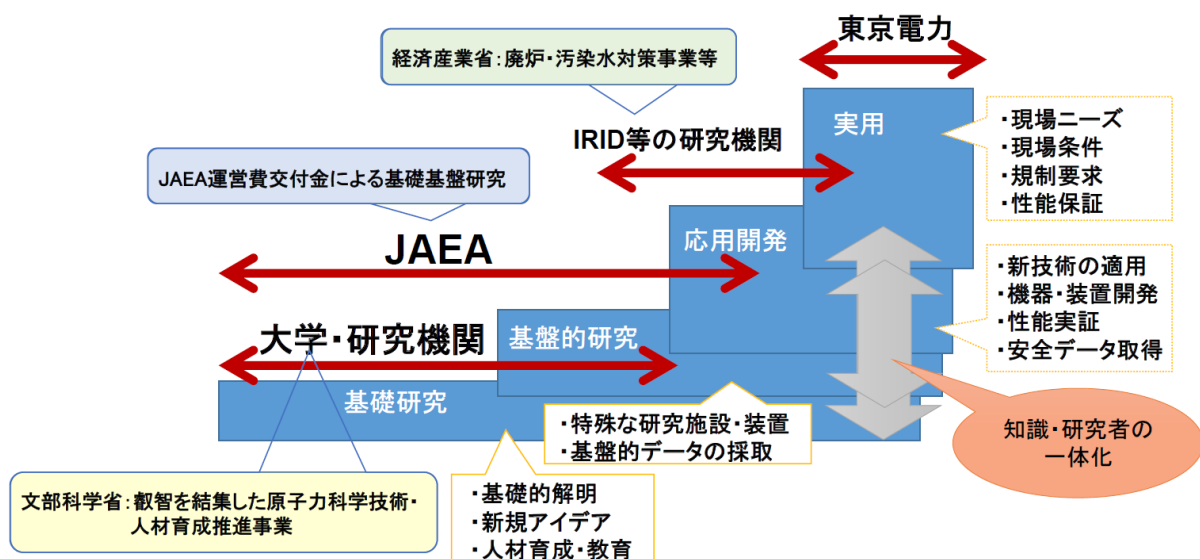 東京電力
経済産業省：廃炉・汚染水対策事業等
実用
・現場ニーズ
・現場条件
・規制要求
・性能保証
IRID等の研究機関
JAEA運営費交付金による基礎基盤研究
応用開発
JAEA
・新技術の適用
・機器・装置開発
・性能実証
・安全データ取得
大学・研究機関
基盤的研究
基礎研究
・特殊な研究施設・装置
・基盤的データの採取
知識・研究者の
一体化
文部科学省：叡智を結集した原子力科学技術・
人材育成推進事業
・基礎的解明
・新規アイデア
・人材育成・教育